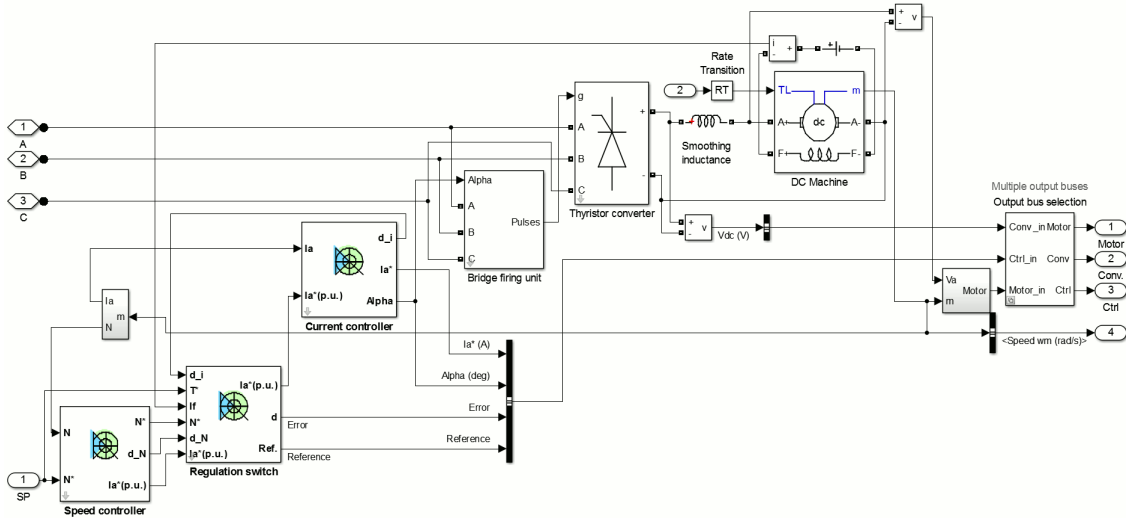 +
-
v
i
-
+
+
Rate
Transition
2
RT
TL
m
A+
dc
A-
F+
F-
DC Machine
g
A
B
C
+
-
Thyristor converter
Smoothing
inductance
1
A
2
B
3
C
Alpha
A
B
C
Pulses
Bridge firing unit
+
-
v
Vdc (V)
Multiple output buses
Output bus selection
Conv_in
Motor
Ctrl_in
Conv
Motor_in
Ctrl
1
Motor
2
Conv.
3
Ctrl
4
Va
m
Motor
<Speed wm (rad/s)>
Ia
d_i
Ia*
Ia*(p.u.)
Alpha
Current controller
Ia
m
N
Ia* (A)
Alpha (deg)
Error
Reference
d_i
T*
If
N*
d_N
Ia*(p.u.)
Ia*(p.u.)
d
Ref.
Error
Reference
Regulation switch
N
N*
N*
d_N
Ia*(p.u.)
Speed controller
1
SP